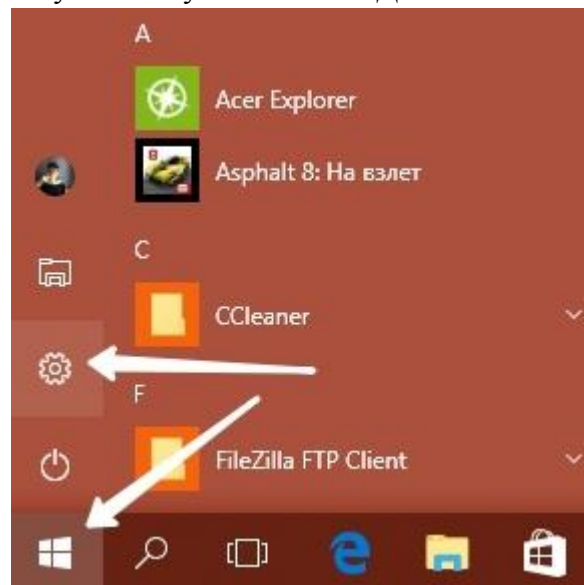 A
Acer Explorer
Asphalt 8: На взлет
C
CCleaner
F
FileZilla FTP Client